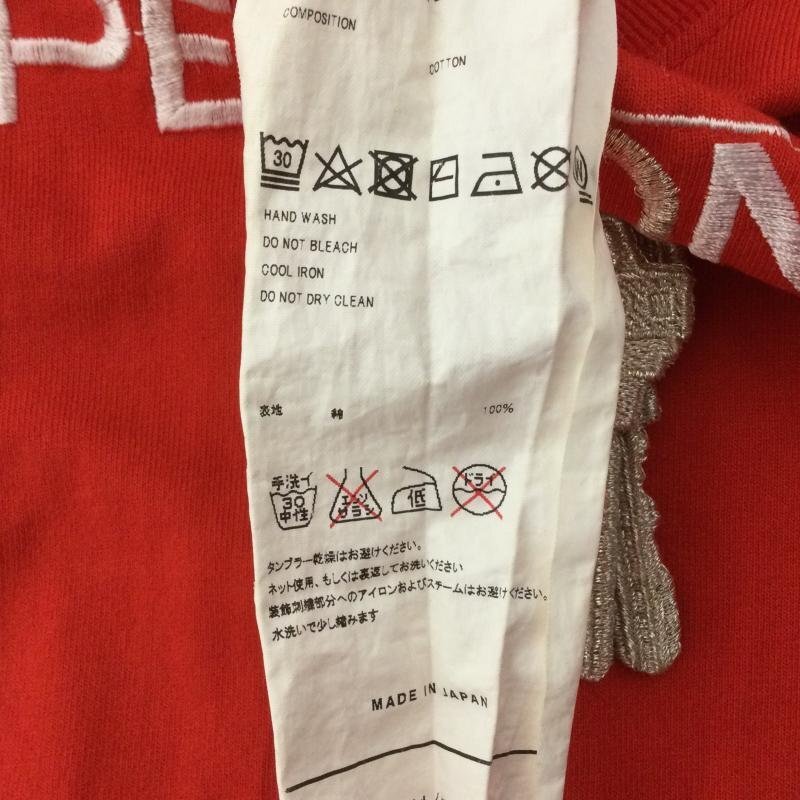 PE
COMPOSITION
COTTON
30
HAND WASH
DO NOT BLEACH
COOL IRON
DO NOT DRY CLEAN
表地 綿 100%
手洗イ
30
中性
エンソ
サラシ
低
ドライ
タンブラー乾燥はお避けください。
ネット使用、もしくは裏返してお洗いください
装飾刺繍部分へのアイロンおよびスチームはお避けください。
水洗いで少し縮みます
MADE IN JAPAN